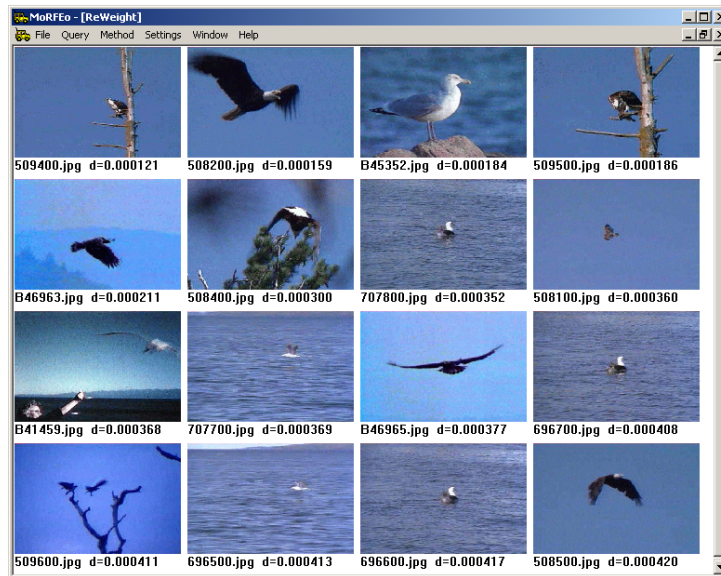 MoRFEo - [ReWeight]
File Query Method Settings Window Help
509400.jpg d=0.000121
508200.jpg d=0.000159
B45352.jpg d=0.000184
509500.jpg d=0.000186
B46963.jpg d=0.000211
508400.jpg d=0.000300
707800.jpg d=0.000352
508100.jpg d=0.000360
B41459.jpg d=0.000368
707700.jpg d=0.000369
B46965.jpg d=0.000377
696700.jpg d=0.000408
509600.jpg d=0.000411
696500.jpg d=0.000413
696600.jpg d=0.000417
508500.jpg d=0.000420